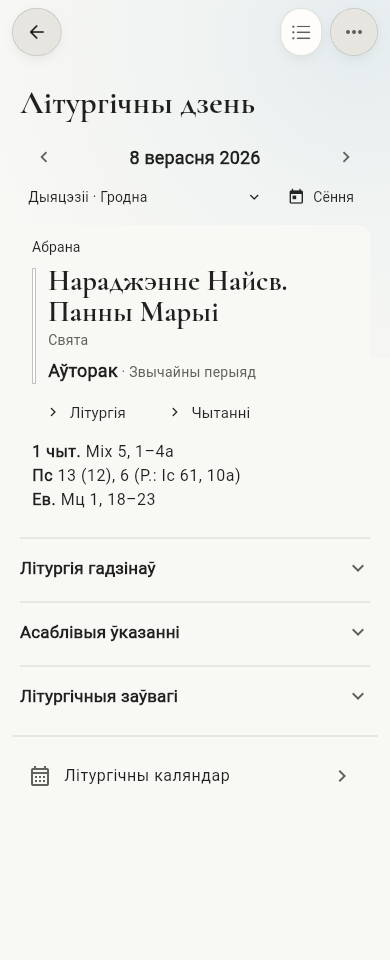 Літургічны дзень
8 верасня 2026
Дыяцэзіі · Гродна
Сёння
Абрана
Нараджэнне Найсв.
Панны Марыі
Свята
Аўторак · Звычайны перыяд
Літургія
Чытанні
1 чыт. Міх 5, 1–4а
Пс 13 (12), 6 (Р.: Іс 61, 10а)
Ев. Мц 1, 18–23
Літургія гадзінаў
Асаблівыя ўказанні
Літургічныя заўвагі
Літургічны каляндар